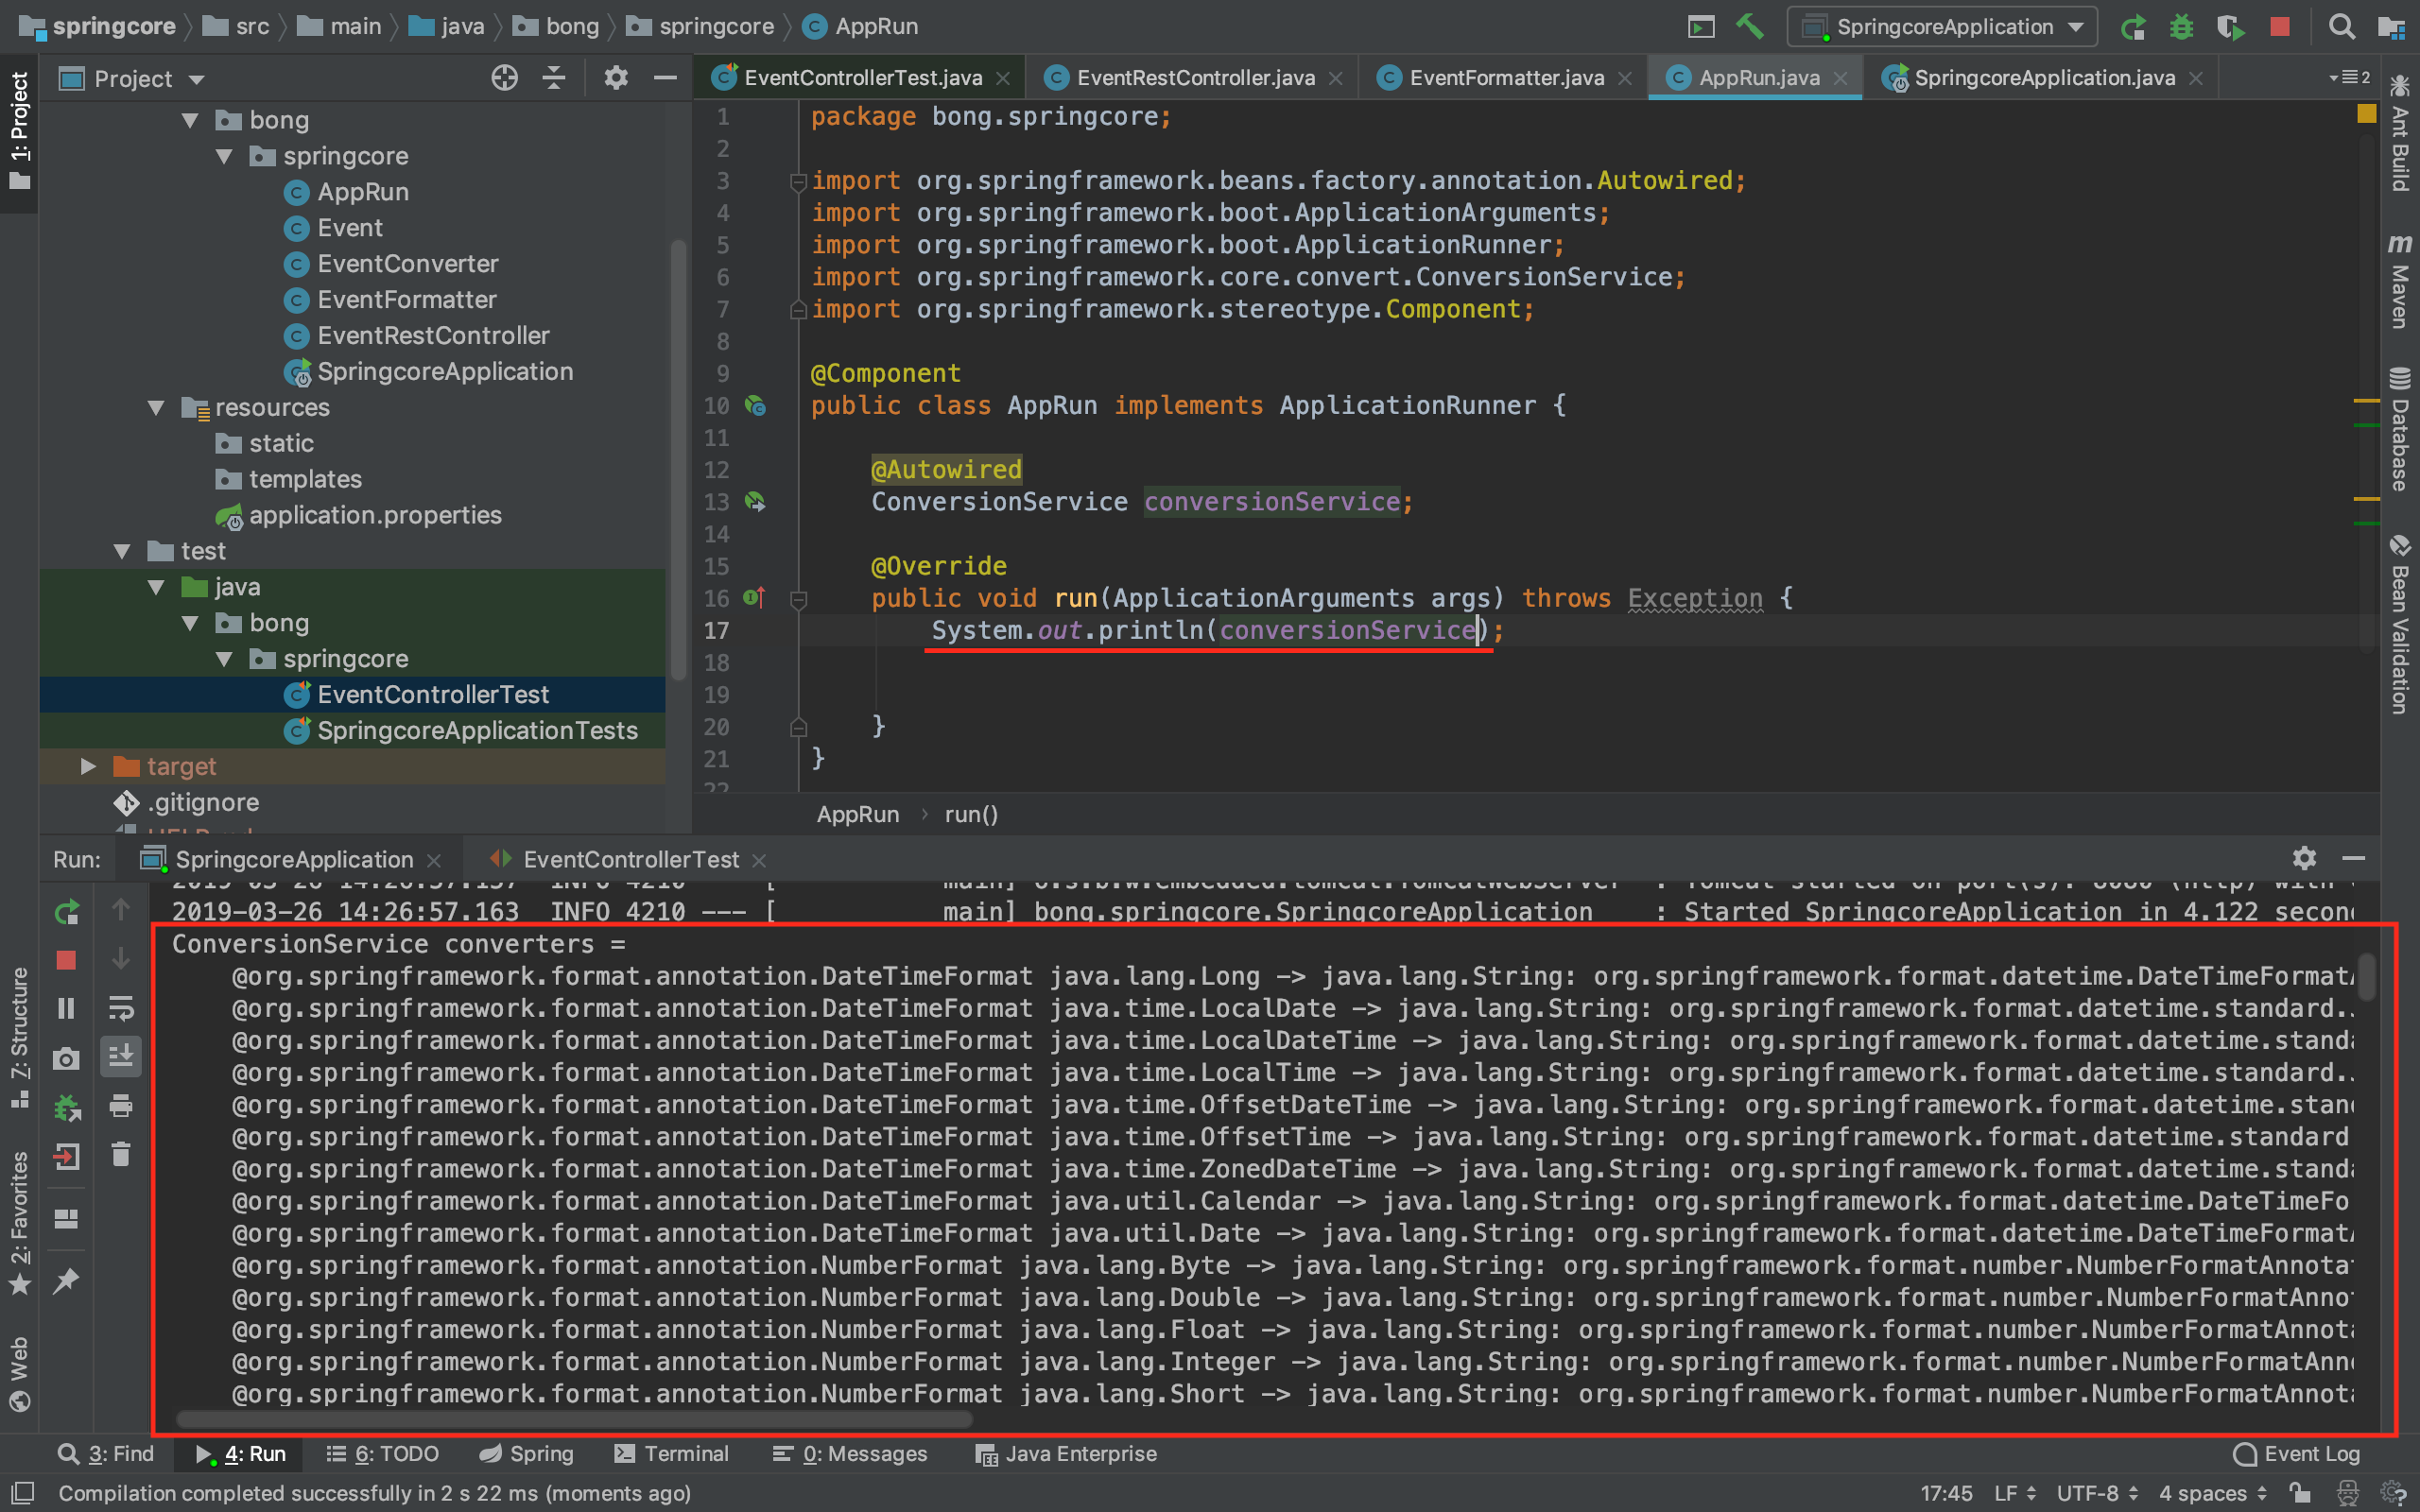 springcore src main java bong springcore AppRun
SpringcoreApplication
1: Project
Project
bong
springcore
AppRun
Event
EventConverter
EventFormatter
EventRestController
SpringcoreApplication
resources
static
templates
application.properties
test
java
bong
springcore
EventControllerTest
SpringcoreApplicationTests
target
.gitignore
EventControllerTest.java EventRestController.java EventFormatter.java AppRun.java SpringcoreApplication.java 2
1 package bong.springcore;
2
3 import org.springframework.beans.factory.annotation.Autowired;
4 import org.springframework.boot.ApplicationArguments;
5 import org.springframework.boot.ApplicationRunner;
6 import org.springframework.core.convert.ConversionService;
7 import org.springframework.stereotype.Component;
8
9 @Component
10 public class AppRun implements ApplicationRunner {
11
12 @Autowired
13 ConversionService conversionService;
14
15 @Override
16 public void run(ApplicationArguments args) throws Exception {
17 System.out.println(conversionService);
18
19
20 }
21 }
22
AppRun run()
Ant Build
Maven
Database
Bean Validation
Run: SpringcoreApplication EventControllerTest
2019-03-26 14:26:57.163 INFO 4210 --- [ main] bong.springcore.SpringcoreApplication : Started SpringcoreApplication in 4.122
ConversionService converters =
@org.springframework.format.annotation.DateTimeFormat java.lang.Long -> java.lang.String: org.springframework.format.datetime.DateTimeFormat
@org.springframework.format.annotation.DateTimeFormat java.time.LocalDate -> java.lang.String: org.springframework.format.datetime.standard.
@org.springframework.format.annotation.DateTimeFormat java.time.LocalDateTime -> java.lang.String: org.springframework.format.datetime.standa
@org.springframework.format.annotation.DateTimeFormat java.time.LocalTime -> java.lang.String: org.springframework.format.datetime.standard.
@org.springframework.format.annotation.DateTimeFormat java.time.OffsetDateTime -> java.lang.String: org.springframework.format.datetime.stan
@org.springframework.format.annotation.DateTimeFormat java.time.OffsetTime -> java.lang.String: org.springframework.format.datetime.standard
@org.springframework.format.annotation.DateTimeFormat java.time.ZonedDateTime -> java.lang.String: org.springframework.format.datetime.standa
@org.springframework.format.annotation.DateTimeFormat java.util.Calendar -> java.lang.String: org.springframework.format.datetime.DateTimeFo
@org.springframework.format.annotation.DateTimeFormat java.util.Date -> java.lang.String: org.springframework.format.datetime.DateTimeFormat
@org.springframework.format.annotation.NumberFormat java.lang.Byte -> java.lang.String: org.springframework.format.number.NumberFormatAnnota
@org.springframework.format.annotation.NumberFormat java.lang.Double -> java.lang.String: org.springframework.format.number.NumberFormatAnno
@org.springframework.format.annotation.NumberFormat java.lang.Float -> java.lang.String: org.springframework.format.number.NumberFormatAnnota
@org.springframework.format.annotation.NumberFormat java.lang.Integer -> java.lang.String: org.springframework.format.number.NumberFormatAnn
@org.springframework.format.annotation.NumberFormat java.lang.Short -> java.lang.String: org.springframework.format.number.NumberFormatAnnota
7: Structure
2: Favorites
Web
3: Find 4: Run 6: TODO Spring Terminal 0: Messages Java Enterprise Event Log
Compilation completed successfully in 2 s 22 ms (moments ago) 17:45 LF UTF-8 4 spaces